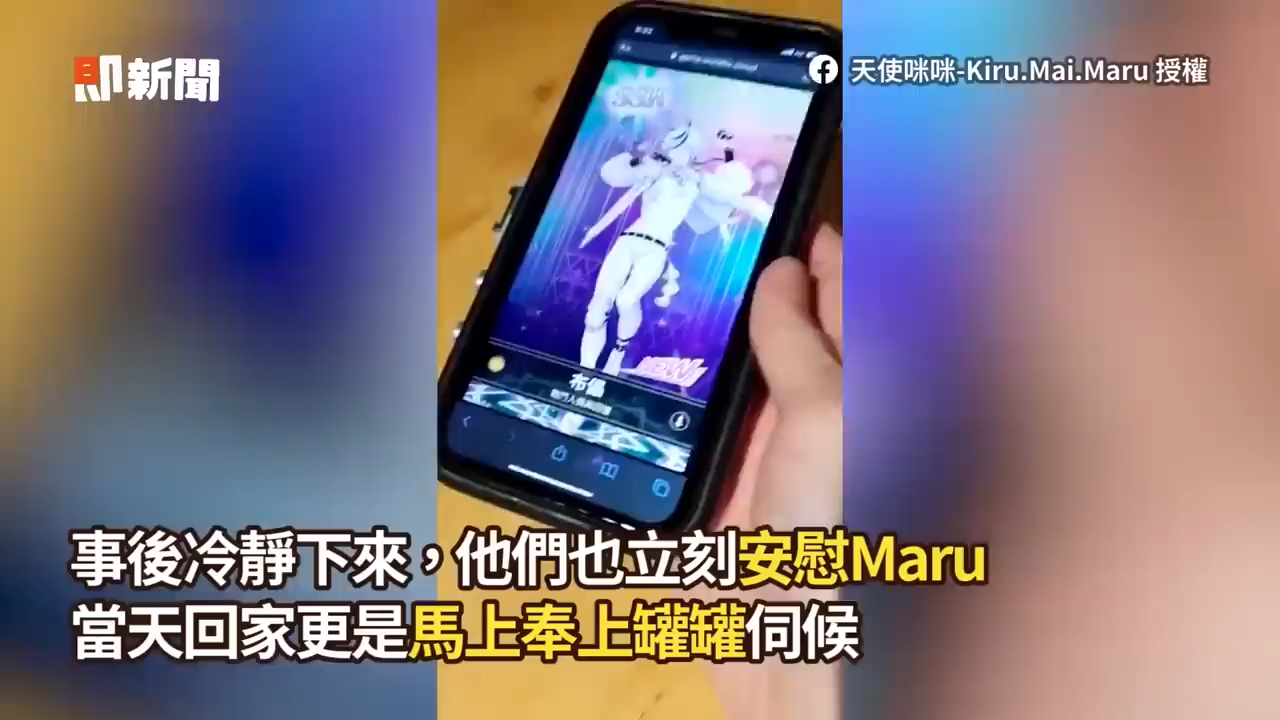 即新聞
天使咪咪-Kiru.Mai.Maru 授權
布偶
NEW!
事後冷靜下來，他們也立刻安慰Maru
當天回家更是馬上奉上罐罐伺候